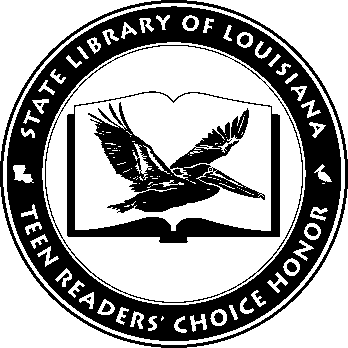 STATE LIBRARY OF LOUISIANA
TEEN READERS' CHOICE HONOR